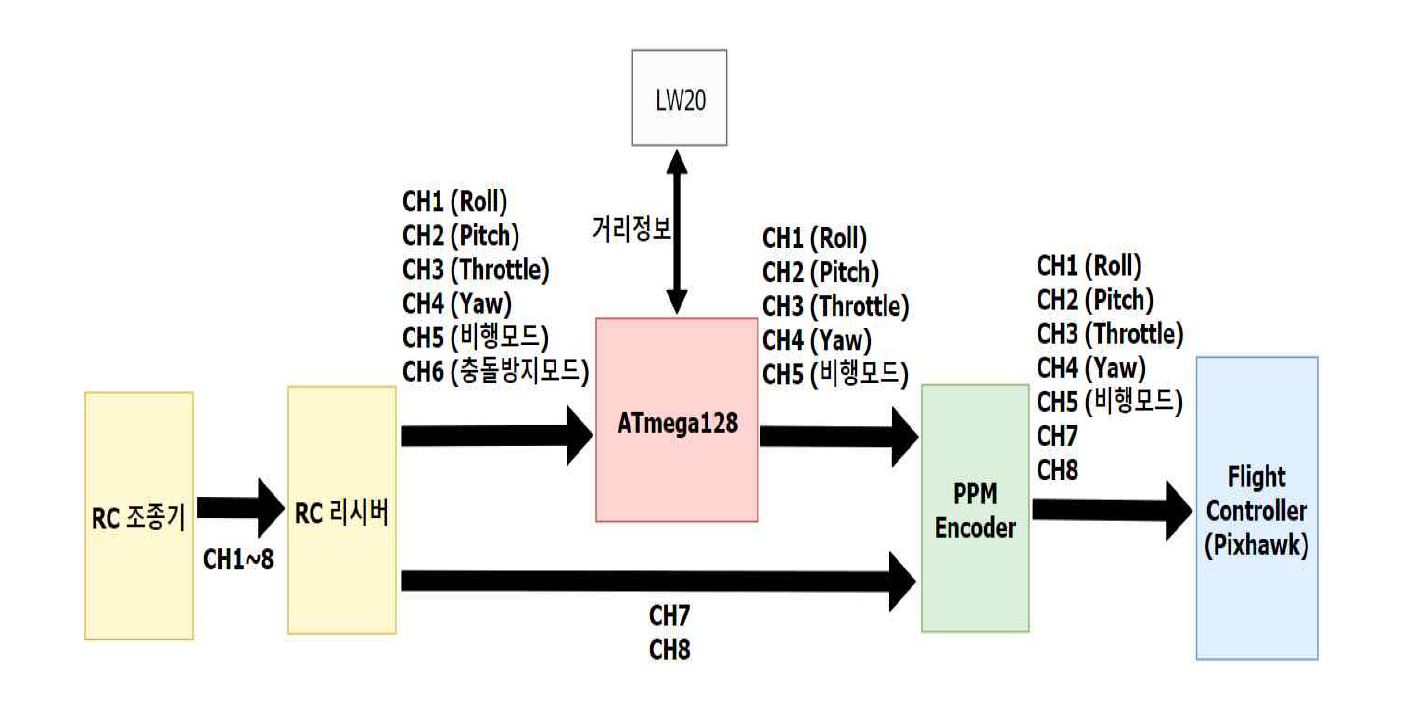 LW20
CH1 (Roll)
CH2 (Pitch)
CH3 (Throttle)
CH4 (Yaw)
CH5 (비행모드)
CH6 (충돌방지모드)
거리정보
CH1 (Roll)
CH2 (Pitch)
CH3 (Throttle)
CH4 (Yaw)
CH5 (비행모드)
CH1 (Roll)
CH2 (Pitch)
CH3 (Throttle)
CH4 (Yaw)
CH5 (비행모드)
CH7
CH8
RC 조종기
CH1~8
RC 리시버
ATmega128
CH7
CH8
PPM
Encoder
Flight
Controller
(Pixhawk)